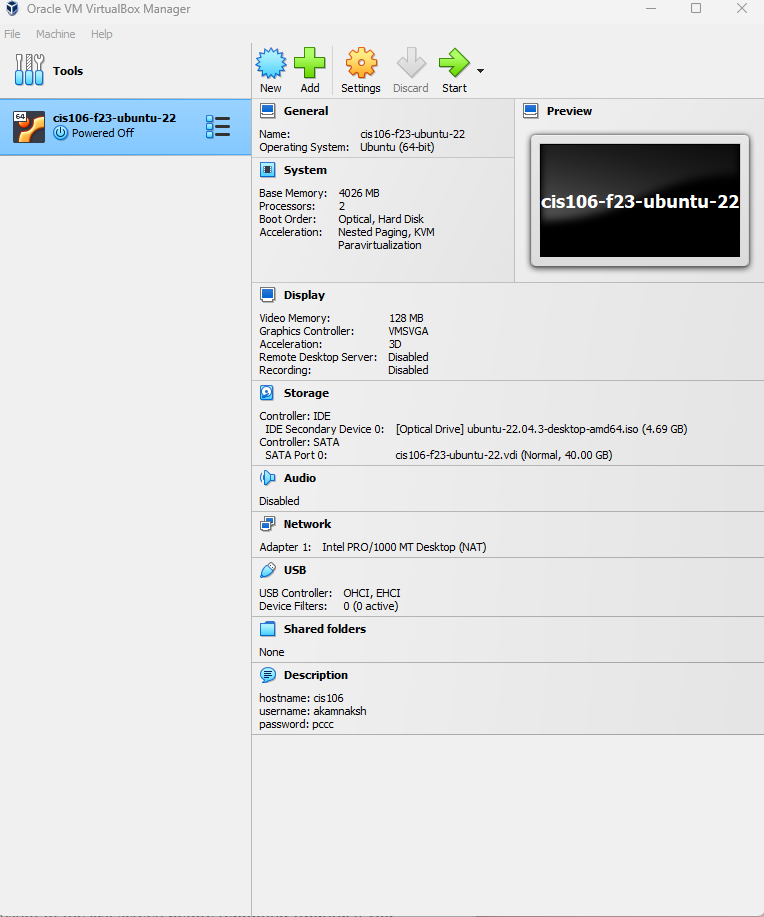 Oracle VM VirtualBox Manager
File Machine Help
Tools
New Add Settings Discard Start
64
cis106-f23-ubuntu-22
Powered Off
General
Name: cis106-f23-ubuntu-22
Operating System: Ubuntu (64-bit)
Preview
cis106-f23-ubuntu-22
System
Base Memory: 4026 MB
Processors: 2
Boot Order: Optical, Hard Disk
Acceleration: Nested Paging, KVM
Paravirtualization
Display
Video Memory: 128 MB
Graphics Controller: VMSVGA
Acceleration: 3D
Remote Desktop Server: Disabled
Recording: Disabled
Storage
Controller: IDE
IDE Secondary Device 0: [Optical Drive] ubuntu-22.04.3-desktop-amd64.iso (4.69 GB)
Controller: SATA
SATA Port 0: cis106-f23-ubuntu-22.vdi (Normal, 40.00 GB)
Audio
Disabled
Network
Adapter 1: Intel PRO/1000 MT Desktop (NAT)
USB
USB Controller: OHCI, EHCI
Device Filters: 0 (0 active)
Shared folders
None
Description
hostname: cis106
username: akamnaksh
password: pccc